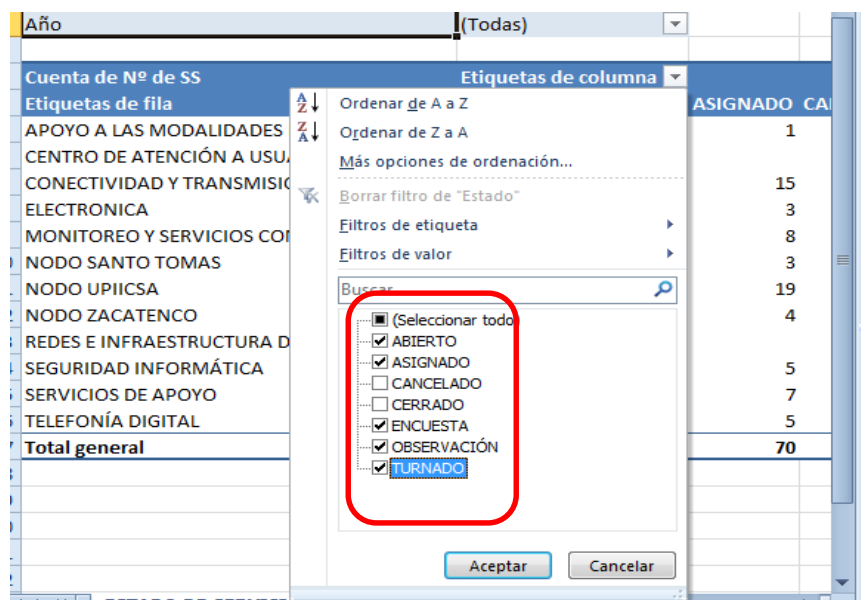 Año (Todas)
Cuenta de Nº de SS Etiquetas de columna
Etiquetas de fila ASIGNADO
APOYO A LAS MODALIDADES 1
CENTRO DE ATENCIÓN A
CONECTIVIDAD Y 15
ELECTRONICA 3
MONITOREO Y SERVICIOS 8
NODO SANTO TOMAS 3
NODO UPIICSA 19
NODO ZACATENCO 4
REDES E INFRAESTRUCTURA
SEGURIDAD INFORMÁTICA 5
SERVICIOS DE APOYO 7
TELEFONÍA DIGITAL 5
Total general 70
Ordenar de A a Z
Ordenar de Z a A
Más opciones de ordenación...
Borrar filtro de "Estado"
Filtros de etiqueta
Filtros de valor
Buscar
(Seleccionar todo)
ABIERTO
ASIGNADO
CANCELADO
CERRADO
ENCUESTA
OBSERVACIÓN
TURNADO
Aceptar Cancelar